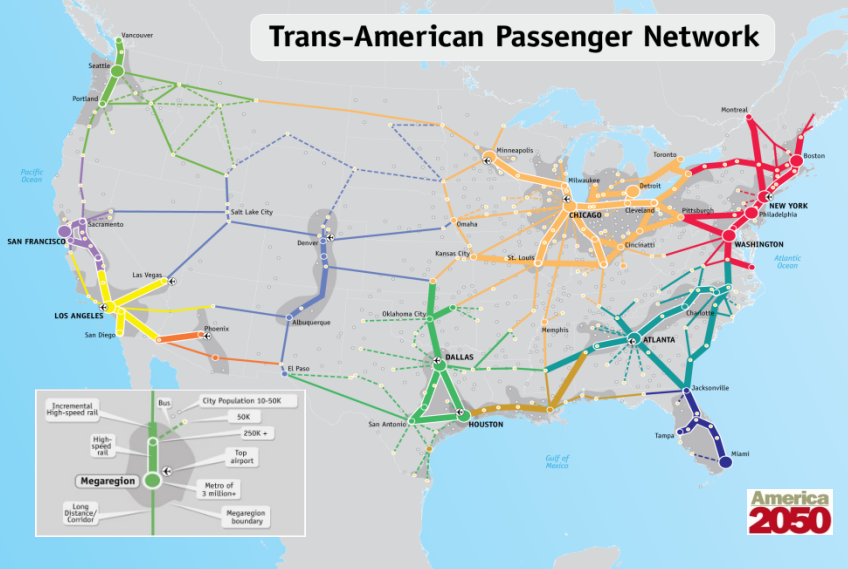 Trans-American Passenger Network
Vancouver
Seattle
Portland
Pacific
Ocean
Sacramento
SAN FRANCISCO
Las Vegas
LOS ANGELES
San Diego
Phoenix
Salt Lake City
Denver
Albuquerque
El Paso
Minneapolis
Milwaukee
CHICAGO
Omaha
Kansas City
St. Louis
Oklahoma City
DALLAS
San Antonio
HOUSTON
Memphis
Detroit
Cleveland
Cincinatti
Toronto
Montreal
Boston
NEW YORK
Pittsburgh
Philadelphia
WASHINGTON
Atlantic
Ocean
Charlotte
ATLANTA
Jacksonville
Tampa
Miami
Gulf of
Mexico
Incremental
High-speed rail
Bus
City Population 10-50K
50K
250K +
High-
speed
rail
Top
airport
Megaregion
Metro of
3 million+
Long
Distance/
Corridor
Megaregion
boundary
America
2050